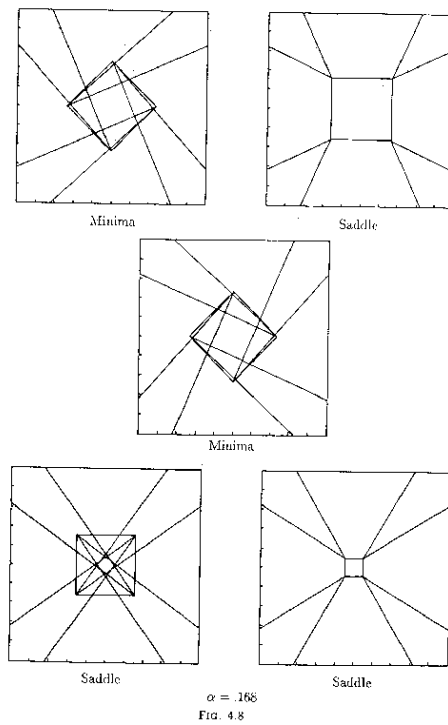 Minima
Saddle
Minima
Saddle
Saddle
α = .168
FIG. 4.8